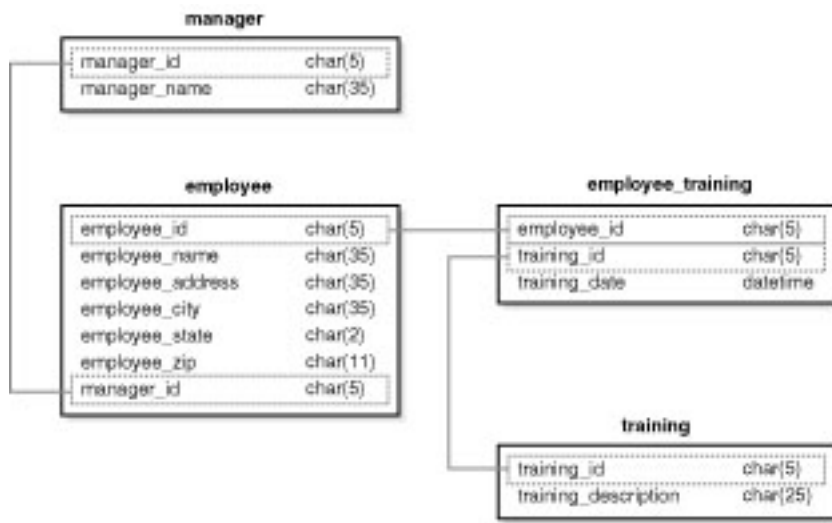 manager
manager_id char(5)
manager_name char(35)
employee
employee_id char(5)
employee_name char(35)
employee_address char(35)
employee_city char(35)
employee_state char(2)
employee_zip char(11)
manager_id char(5)
employee_training
employee_id char(5)
training_id char(5)
training_date datetime
training
training_id char(5)
training_description char(25)